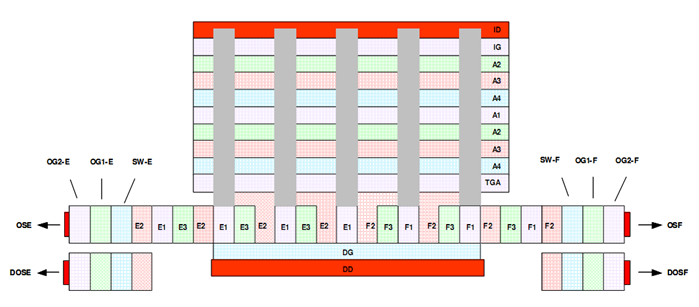 ID
IG
A2
A3
A4
A1
A2
A3
A4
TGA
OG2-E OG1-E SW-E
SW-F OG1-F OG2-F
OSE E2 E1 E3 E2 E1 E3 E2 E1 E3 E2 E1 F2 F3 F1 F2 F3 F1 F2 F3 F1 F2 OSF
DG
DD
DOSE DOSF